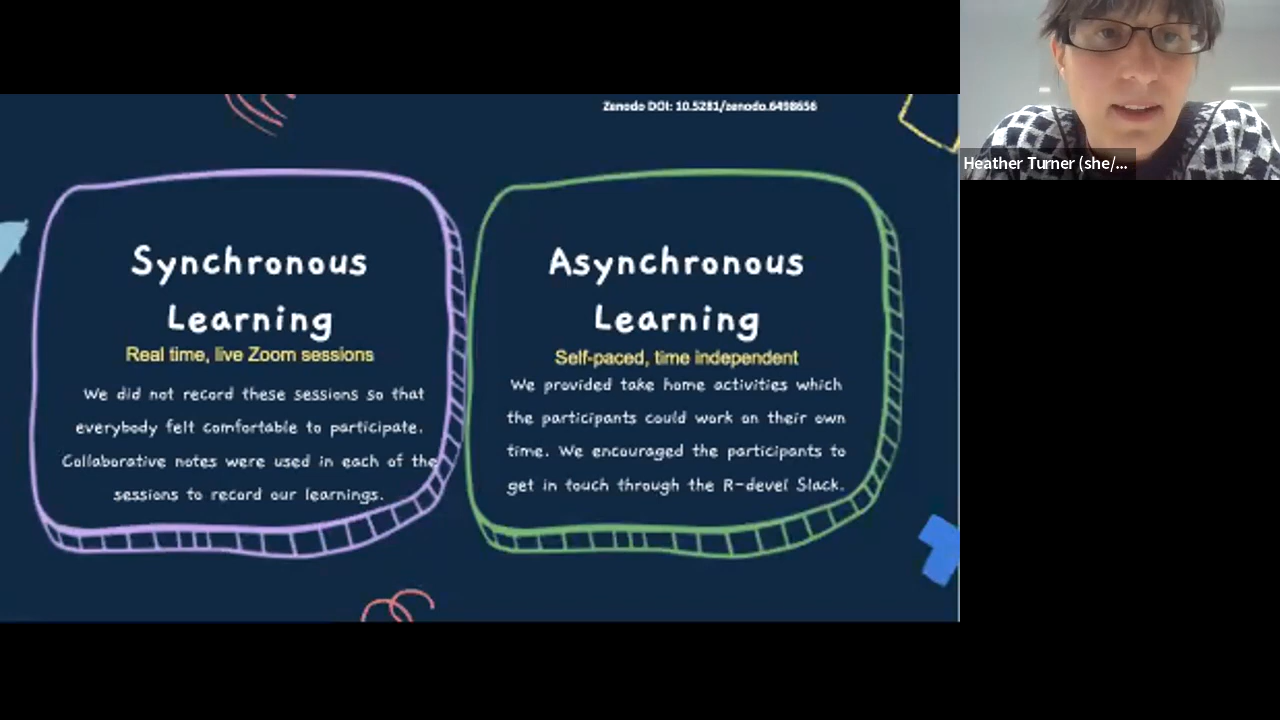 Zenodo DOI: 10.5281/zenodo.6498656
Heather Turner (she/...
Synchronous
Learning
Real time, live Zoom sessions
We did not record these sessions so that
everybody felt comfortable to participate.
Collaborative notes were used in each of the
sessions to record our learnings.
Asynchronous
Learning
Self-paced, time independent
We provided take home activities which
the participants could work on their own
time. We encouraged the participants to
get in touch through the R-devel Slack.